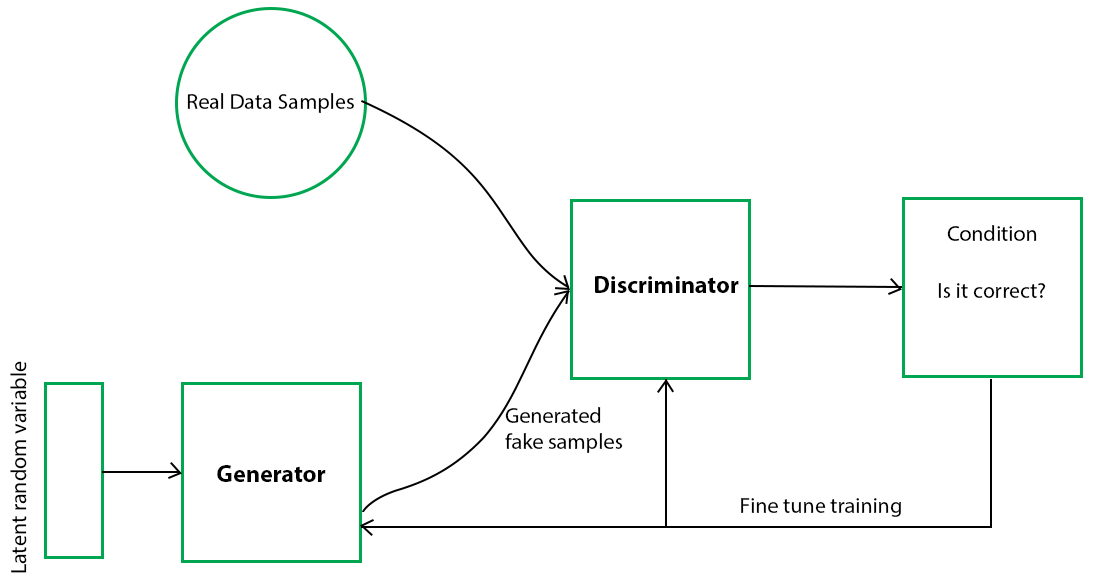 Real Data Samples
Condition
Is it correct?
Discriminator
Latent random variable
Generator
Generated
fake samples
Fine tune training